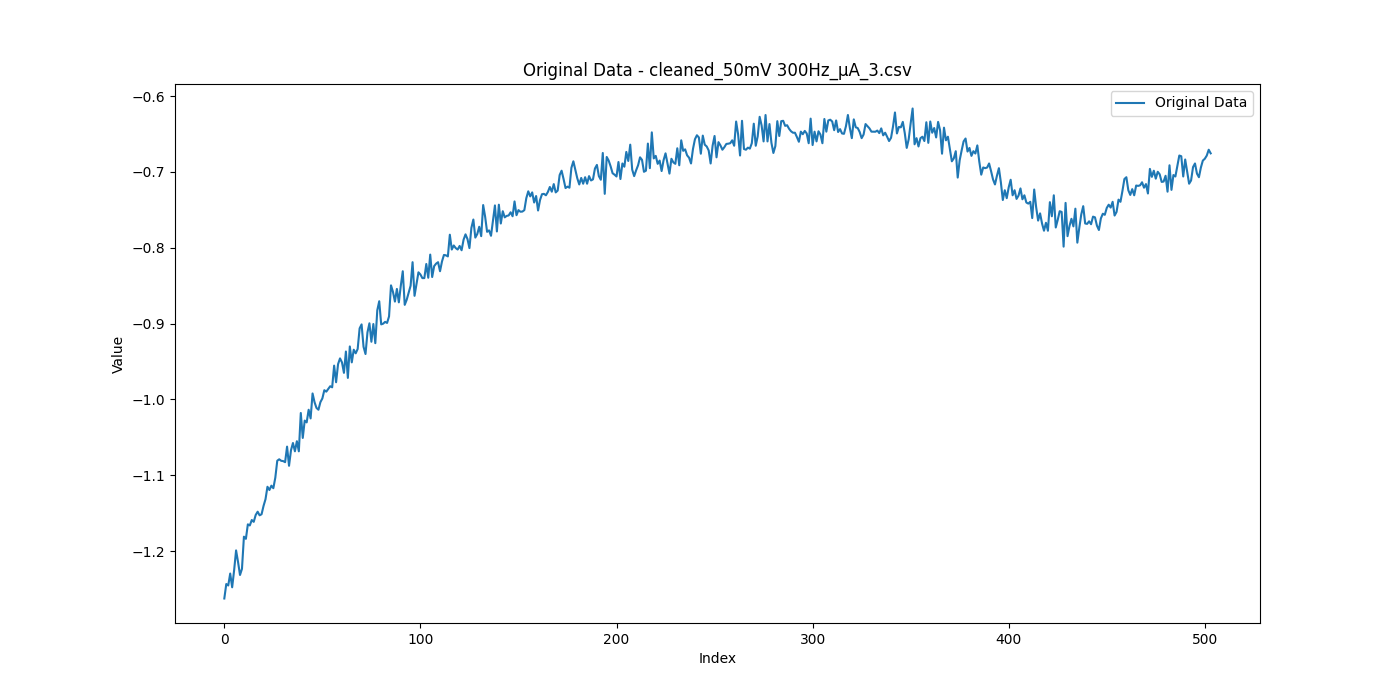 Original Data - cleaned_50mV 300Hz_μA_3.csv
Original Data
−0.6
−0.7
−0.8
−0.9
−1.0
−1.1
−1.2
Value
0 100 200 300 400 500
Index